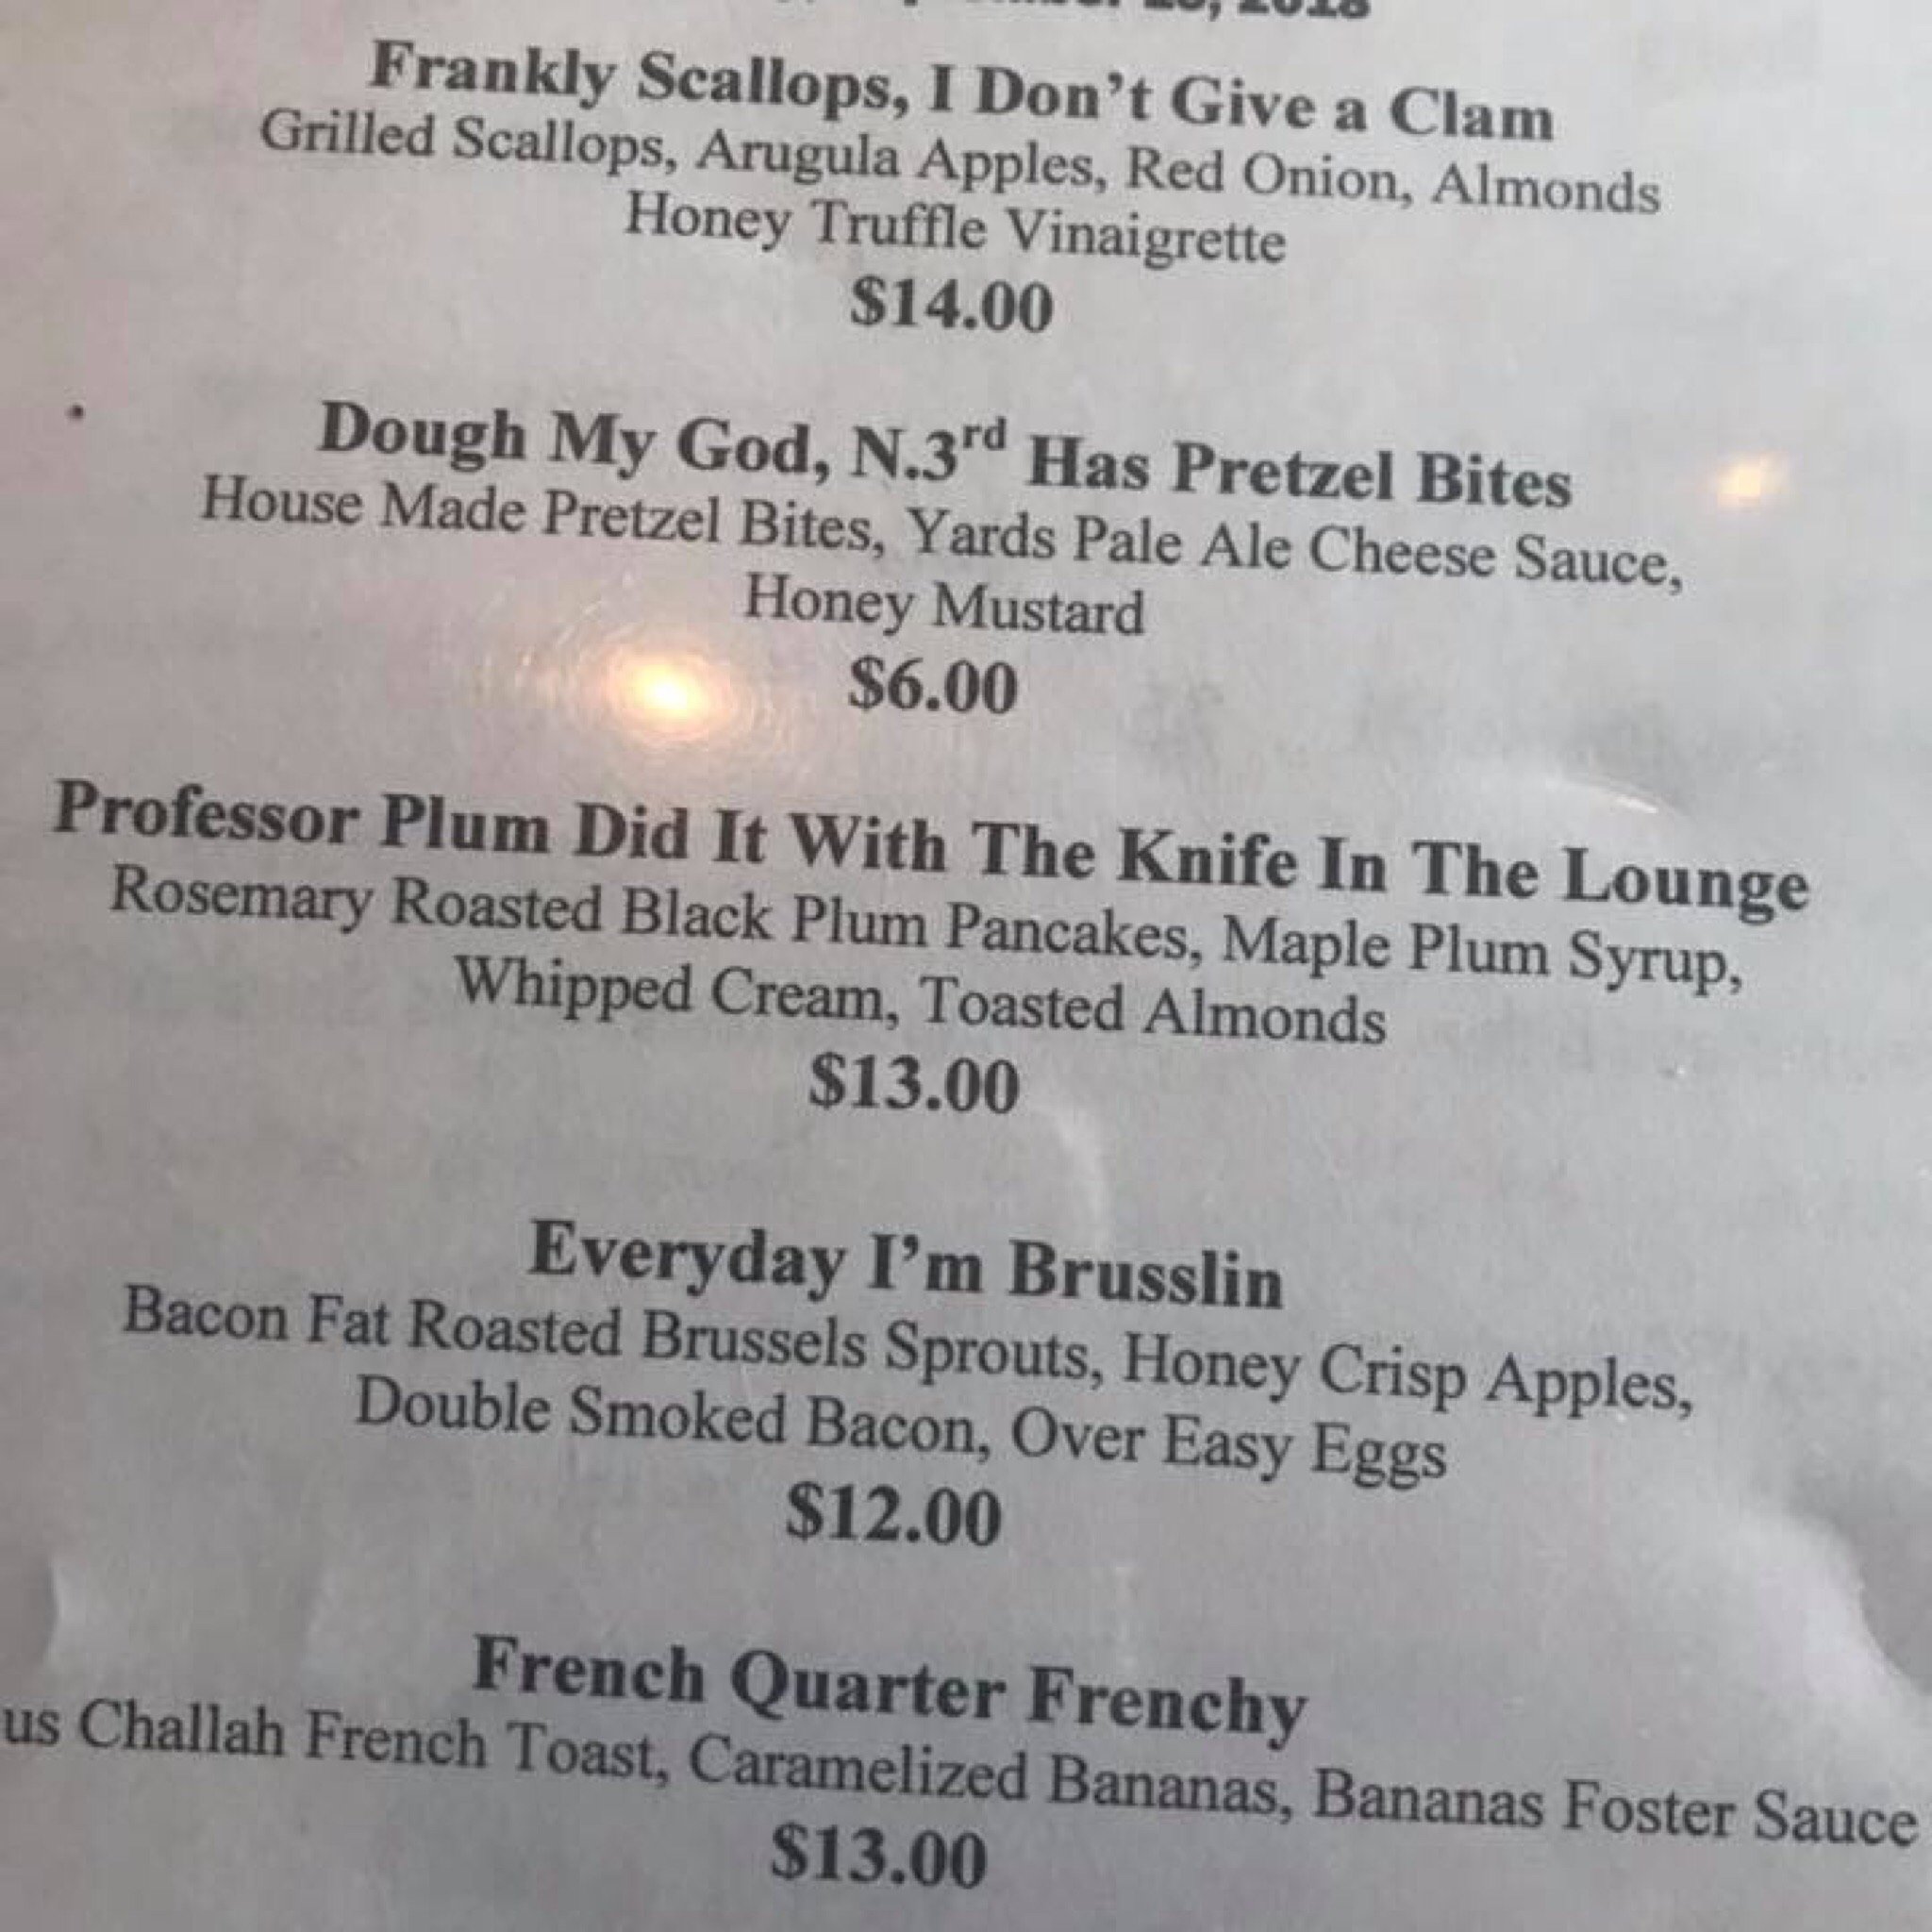 2018
Frankly Scallops, I Don't Give a Clam
Grilled Scallops, Arugula Apples, Red Onion, Almonds
Honey Truffle Vinaigrette
$14.00
Dough My God, N.3rd Has Pretzel Bites
House Made Pretzel Bites, Yards Pale Ale Cheese Sauce,
Honey Mustard
$6.00
Professor Plum Did It With The Knife In The Lounge
Rosemary Roasted Black Plum Pancakes, Maple Plum Syrup,
Whipped Cream, Toasted Almonds
$13.00
Everyday I'm Brusslin
Bacon Fat Roasted Brussels Sprouts, Honey Crisp Apples,
Double Smoked Bacon, Over Easy Eggs
$12.00
French Quarter Frenchy
us Challah French Toast, Caramelized Bananas, Bananas Foster Sauce
$13.00